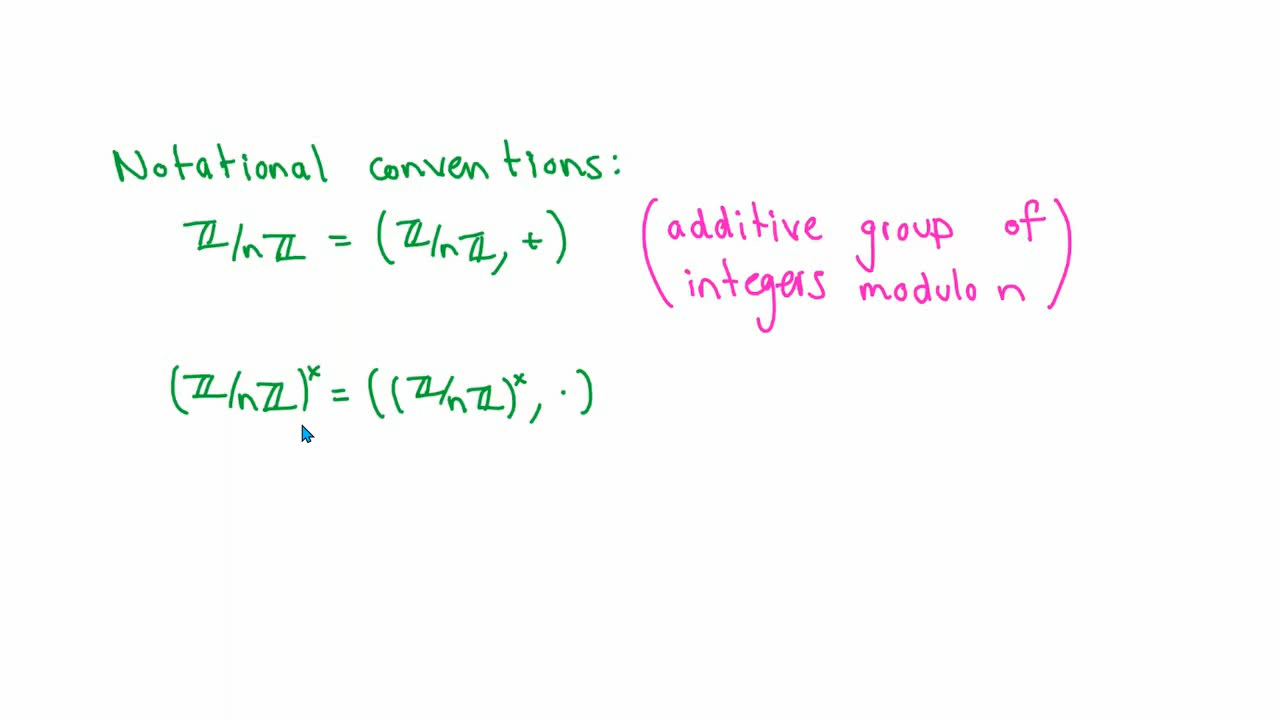 Notational conventions:
ℤ/nℤ = (ℤ/nℤ, +)
(additive group of
integers modulo n)
(ℤ/nℤ)ˣ = ((ℤ/nℤ)ˣ, ·)